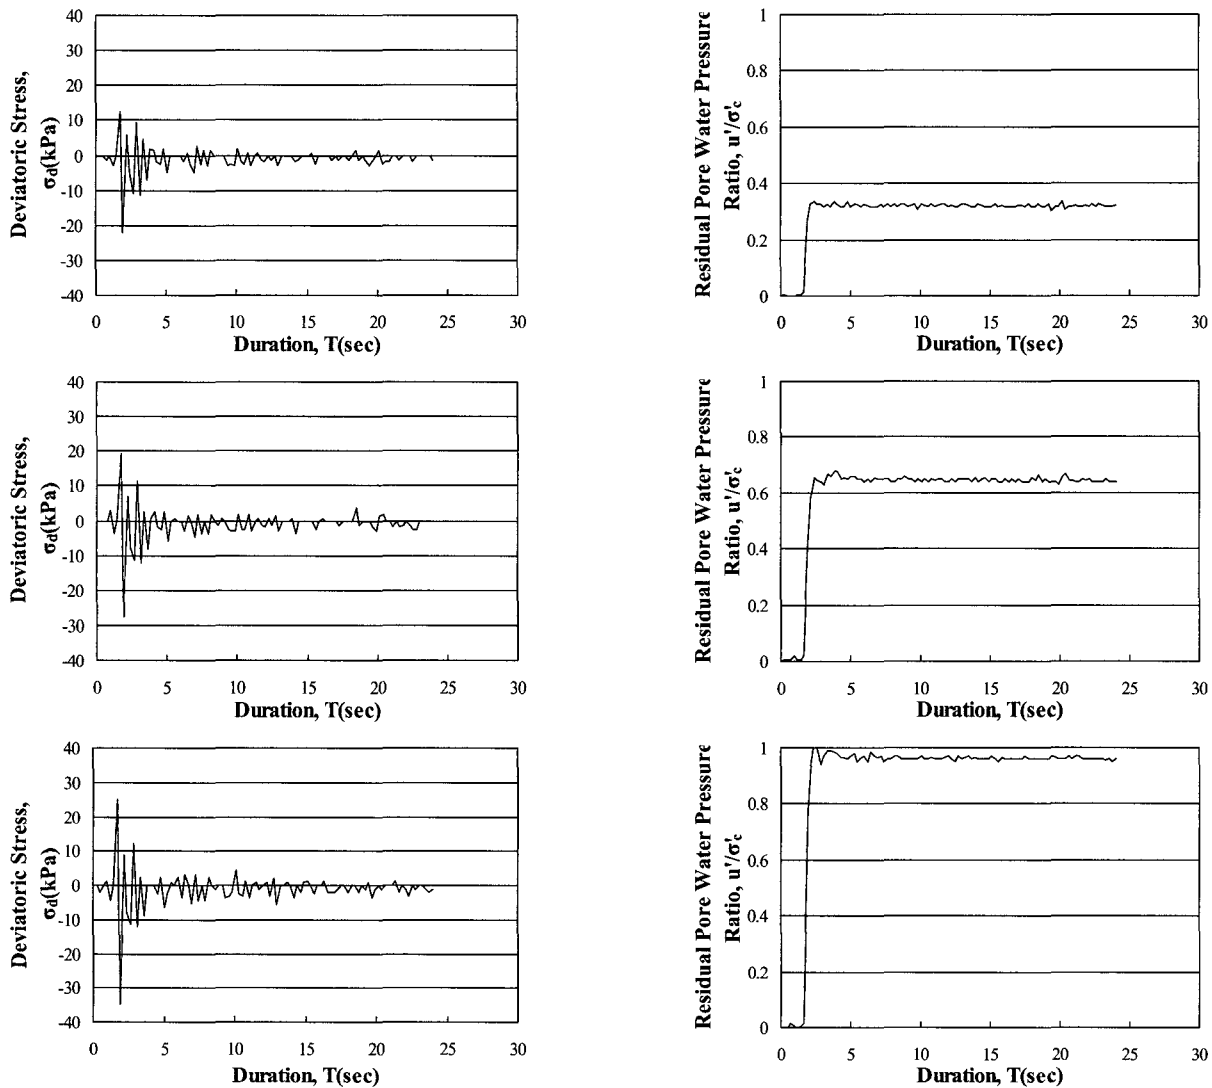 Deviatoric Stress,
σd(kPa)
40
30
20
10
0
-10
-20
-30
-40
0 5 10 15 20 25 30
Duration, T(sec)
Residual Pore Water Pressure
Ratio, u'/σ'c
1
0.8
0.6
0.4
0.2
0
0 5 10 15 20 25 30
Duration, T(sec)
Deviatoric Stress,
σd(kPa)
40
30
20
10
0
-10
-20
-30
-40
0 5 10 15 20 25 30
Duration, T(sec)
Residual Pore Water Pressure
Ratio, u'/σ'c
1
0.8
0.6
0.4
0.2
0
0 5 10 15 20 25 30
Duration, T(sec)
Deviatoric Stress,
σd(kPa)
40
30
20
10
0
-10
-20
-30
-40
0 5 10 15 20 25 30
Duration, T(sec)
Residual Pore Water Pressure
Ratio, u'/σ'c
1
0.8
0.6
0.4
0.2
0
0 5 10 15 20 25 30
Duration, T(sec)